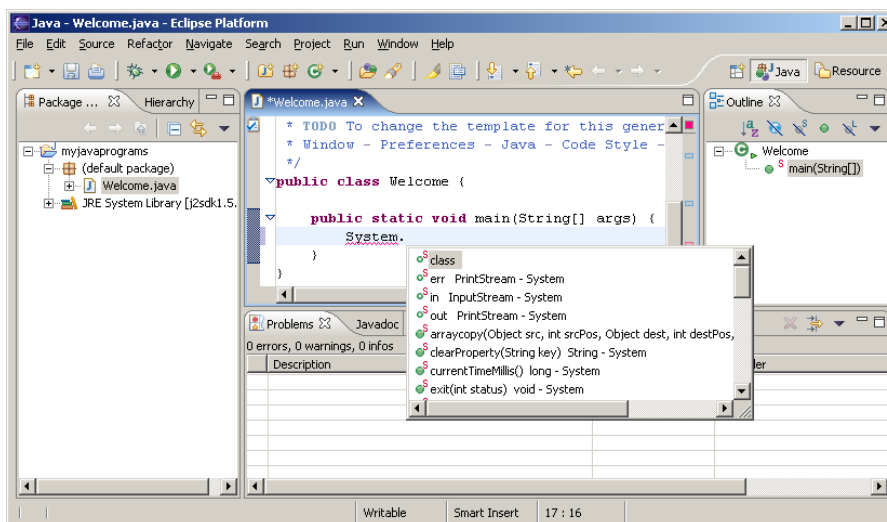 Java - Welcome.java - Eclipse Platform
File Edit Source Refactor Navigate Search Project Run Window Help
Java Resource
Package ... Hierarchy
*Welcome.java
Outline
myjavaprograms
(default package)
Welcome.java
JRE System Library [j2sdk1.5.
* TODO To change the template for this gener
* Window - Preferences - Java - Code Style -
*/
public class Welcome {
public static void main(String[] args) {
System.
}
}
Welcome
main(String[])
class
err PrintStream - System
in InputStream - System
out PrintStream - System
arraycopy(Object src, int srcPos, Object dest, int destPos,
clearProperty(String key) String - System
currentTimeMillis() long - System
exit(int status) void - System
Problems Javadoc
0 errors, 0 warnings, 0 infos
Description
ler
Writable Smart Insert 17 : 16